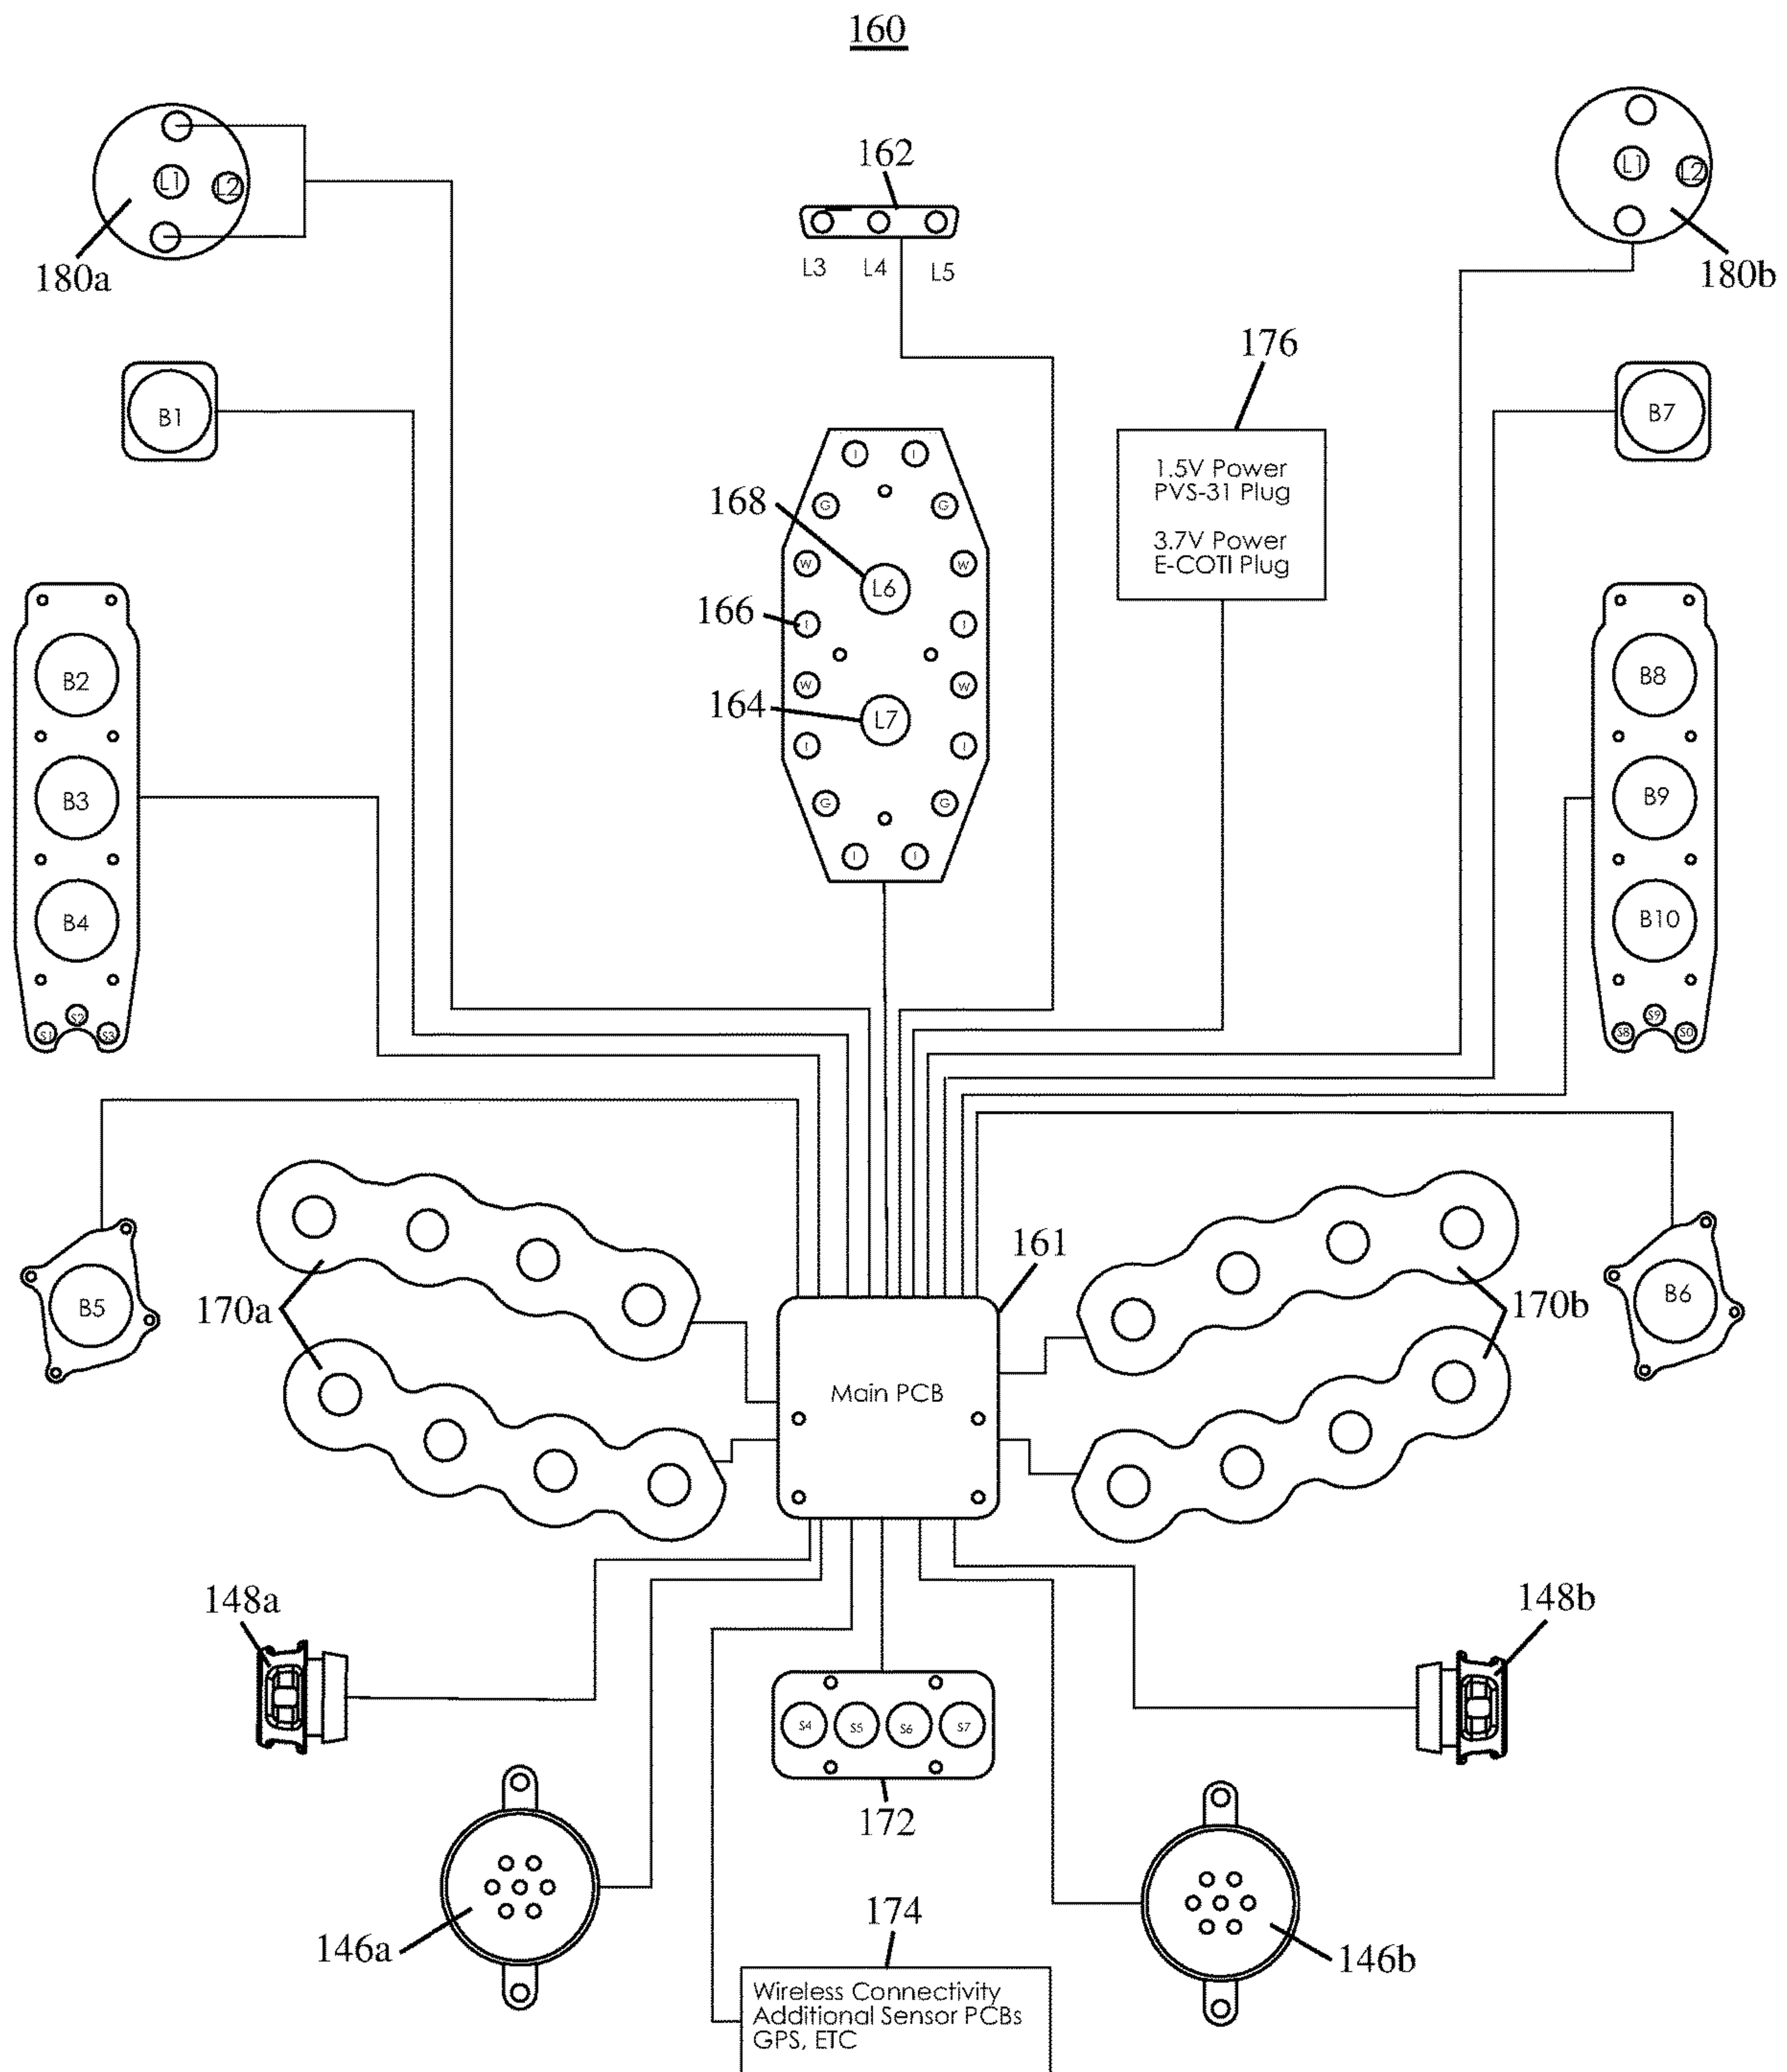 160
L1
L2
180a
162
L3 L4 L5
L1
L2
180b
B1
176
1.5V Power
PVS-31 Plug
3.7V Power
E-COTI Plug
B7
I I
G G
W W
168
L6
166
I I
W W
164
L7
I I
G G
I I
B2
B3
B4
S1 S2 S3
B8
B9
B10
S8 S9 S0
B5
170a
161
Main PCB
170b
B6
148a
148b
S4 S5 S6 S7
172
146a
174
Wireless Connectivity
Additional Sensor PCBs
GPS, ETC
146b